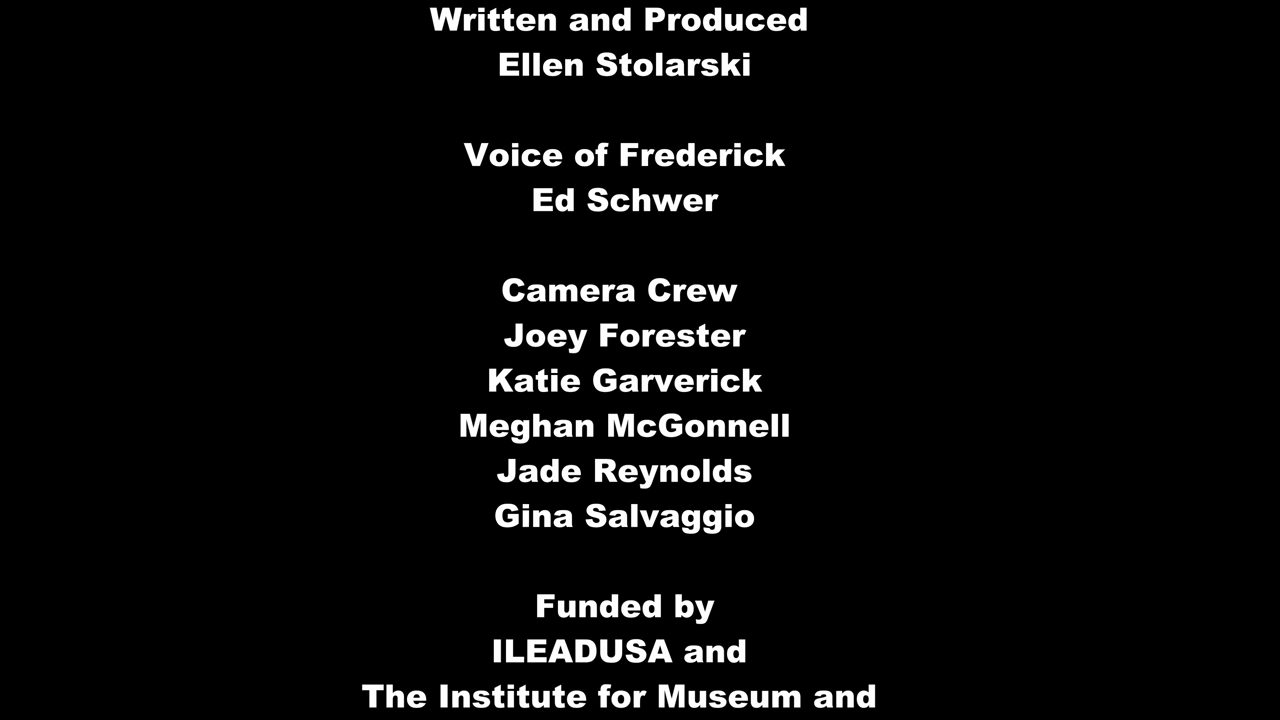 Written and Produced
Ellen Stolarski
Voice of Frederick
Ed Schwer
Camera Crew
Joey Forester
Katie Garverick
Meghan McGonnell
Jade Reynolds
Gina Salvaggio
Funded by
ILEADUSA and
The Institute for Museum and